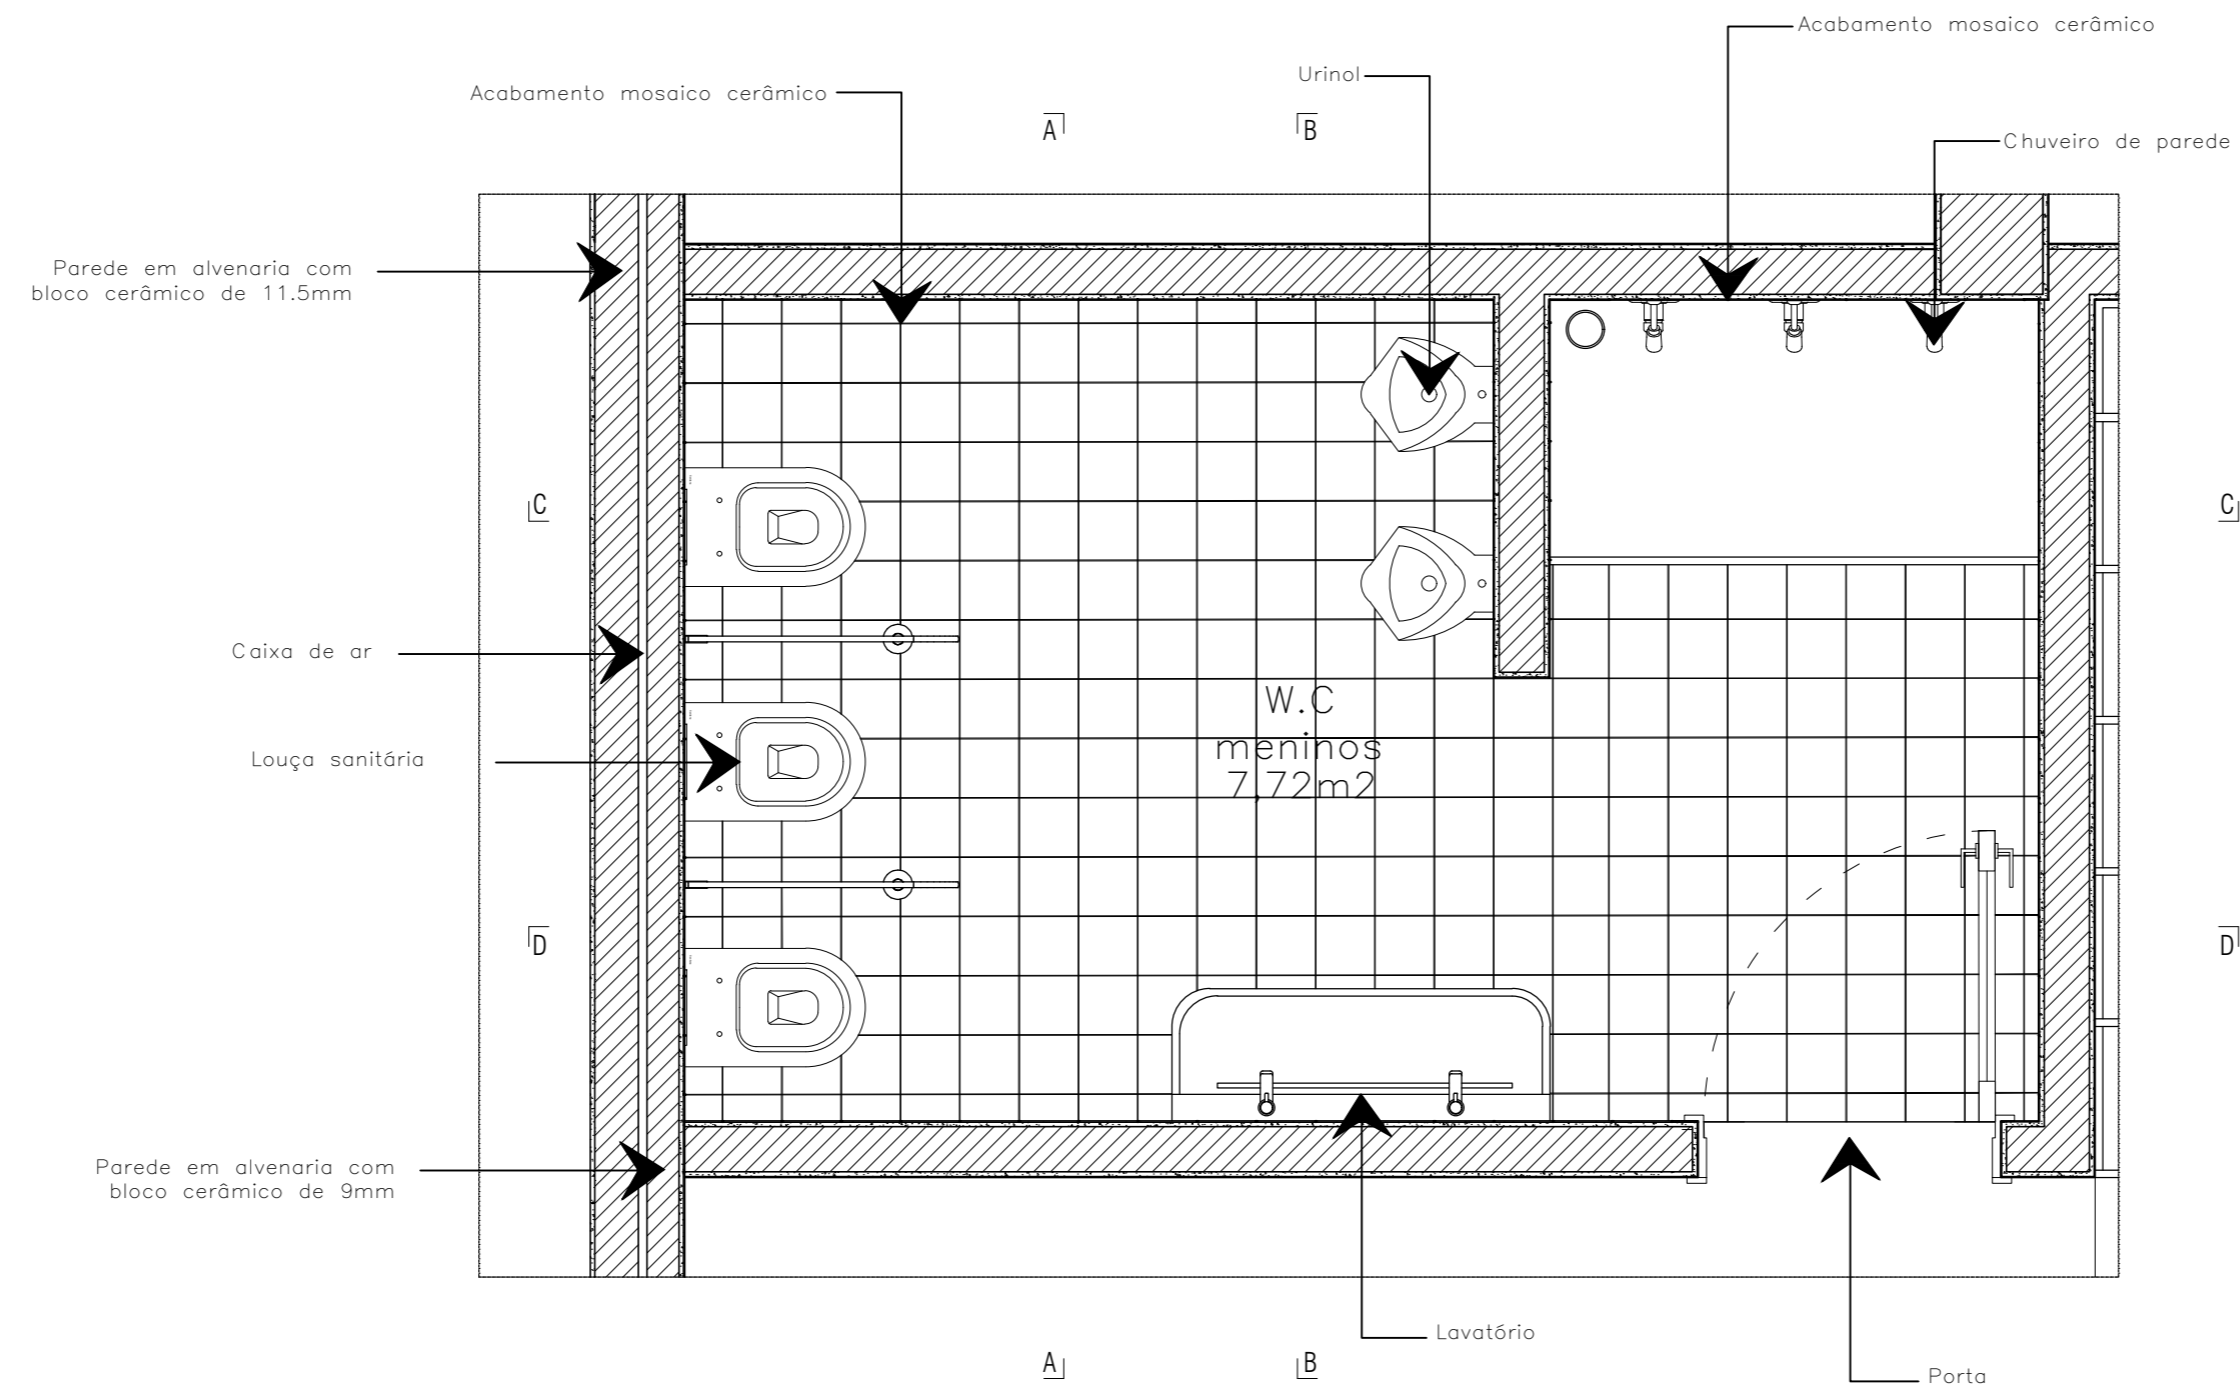 Acabamento mosaico cerâmico
Urinol
Acabamento mosaico cerâmico
A
B
Chuveiro de parede
Parede em alvenaria com
bloco cerâmico de 11.5mm
C
C
Caixa de ar
W.C
meninos
7,72m2
Louça sanitária
D
D
Parede em alvenaria com
bloco cerâmico de 9mm
Lavatório
A
B
Porta